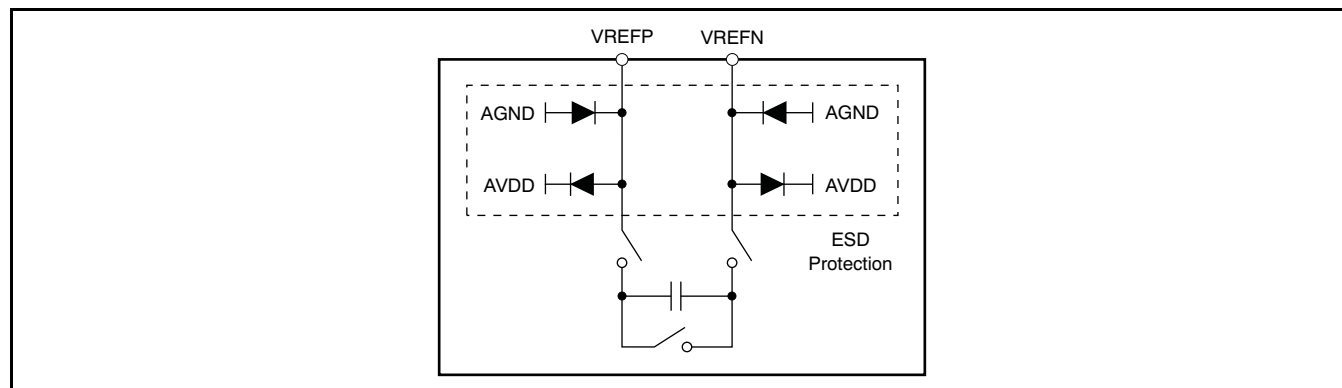 VREFP VREFN
AGND AGND
AVDD AVDD
ESD
Protection